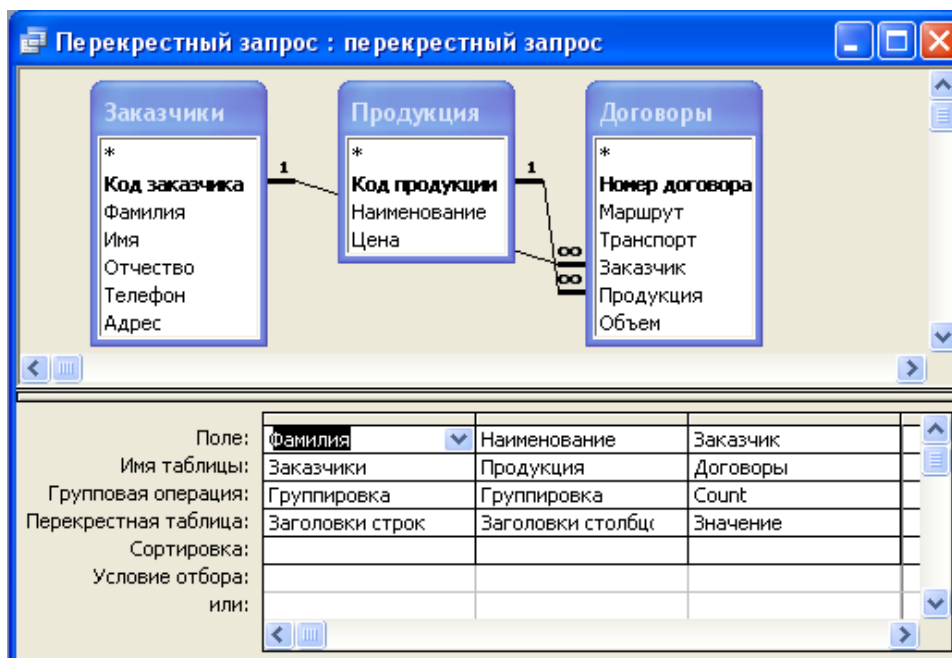 Перекрестный запрос : перекрестный запрос
Заказчики Продукция Договоры
* * *
1 1
Код заказчика Код продукции Номер договора
Фамилия Наименование Маршрут
Имя Цена Транспорт
∞
Отчество Заказчик
∞
Телефон Продукция
Адрес Объем
Поле: Фамилия Наименование Заказчик
Имя таблицы: Заказчики Продукция Договоры
Групповая операция: Группировка Группировка Count
Перекрестная таблица: Заголовки строк Заголовки столбцо Значение
Сортировка:
Условие отбора:
или: